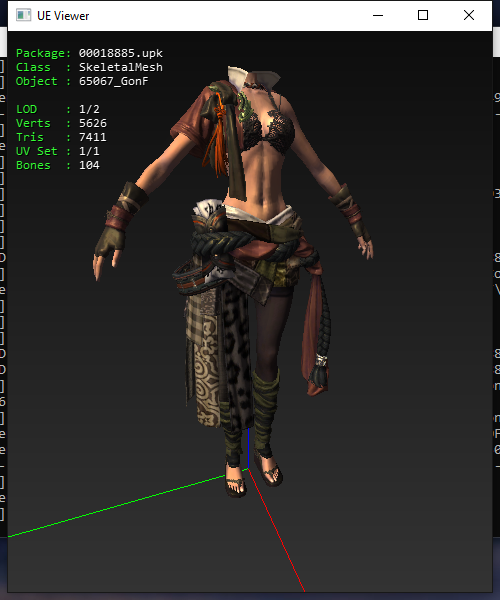 UE Viewer
Package: 00018885.upk
Class : SkeletalMesh
Object : 65067_GonF
LOD : 1/2
Verts : 5626
Tris : 7411
UV Set : 1/1
Bones : 104